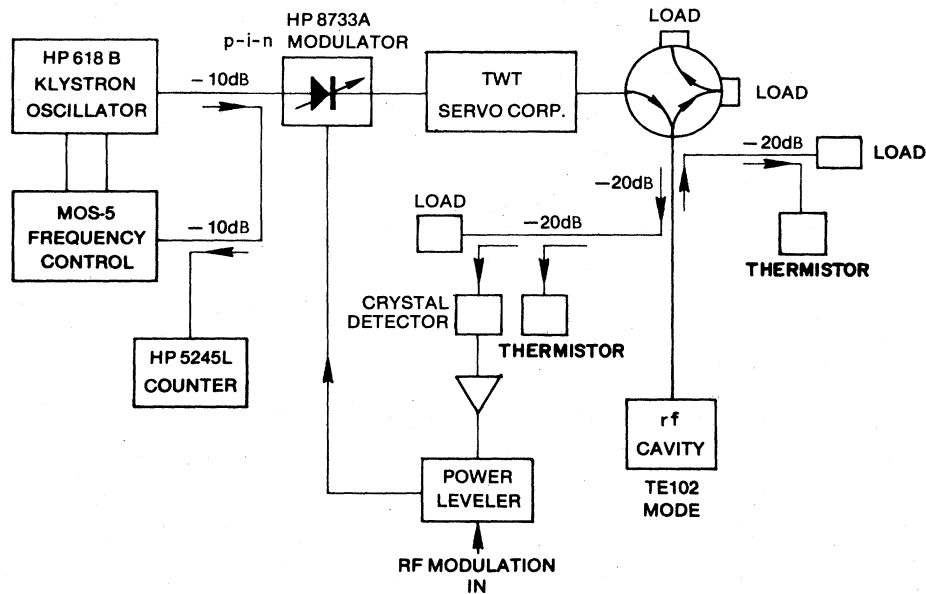 HP 618 B
KLYSTRON
OSCILLATOR
−10dB
HP 8733A
p-i-n MODULATOR
TWT
SERVO CORP.
LOAD
LOAD
−20dB
LOAD
THERMISTOR
MOS-5
FREQUENCY
CONTROL
−10dB
HP 5245L
COUNTER
−20dB
LOAD
−20dB
CRYSTAL
DETECTOR
THERMISTOR
POWER
LEVELER
RF MODULATION
IN
rf
CAVITY
TE102
MODE